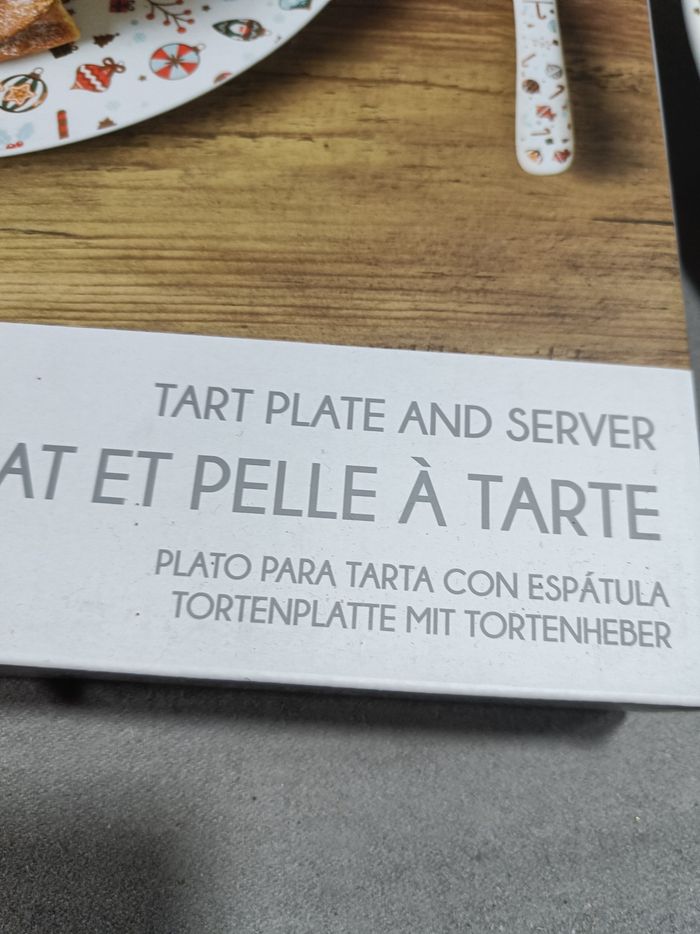 TART PLATE AND SERVER
AT ET PELLE À TARTE
PLATO PARA TARTA CON ESPÁTULA
TORTENPLATTE MIT TORTENHEBER